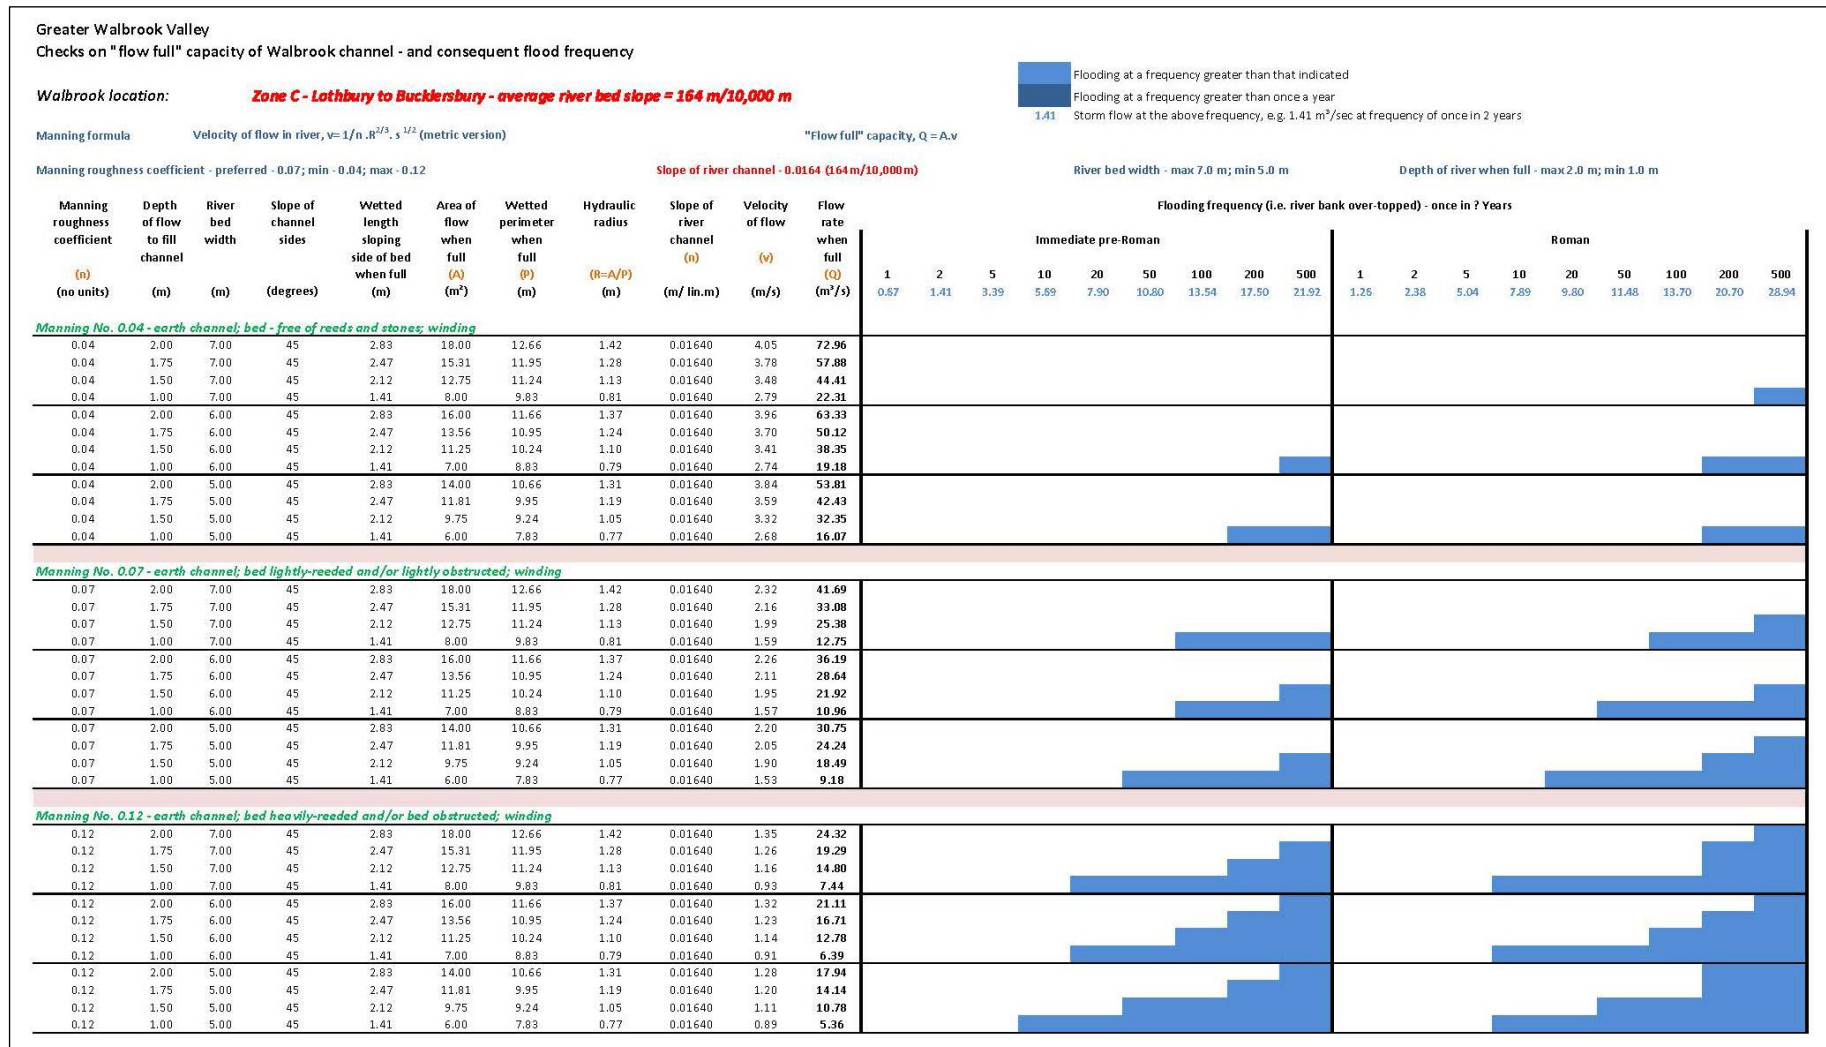 Greater Walbrook Valley
Checks on "flow full" capacity of Walbrook channel - and consequent flood frequency
Flooding at a frequency greater than that indicated
Walbrook location: Zone C - Lothbury to Bucklersbury - average river bed slope = 164 m/10,000 m
Flooding at a frequency greater than once a year
1.41 Storm flow at the above frequency, e.g. 1.41 m³/sec at frequency of once in 2 years
Manning formula Velocity of flow in river, v= 1/n .R^2/3. s^1/2 (metric version) "Flow full" capacity, Q = A.v
Manning roughness coefficient - preferred - 0.07; min - 0.04; max - 0.12 Slope of river channel - 0.0164 (164m/10,000m) River bed width - max 7.0 m; min 5.0 m Depth of river when full - max 2.0 m; min 1.0 m
Manning Depth River Slope of Wetted Area of Wetted Hydraulic Slope of Velocity Flow Flooding frequency (i.e. river bank over-topped) - once in ? Years
roughness of flow bed channel length flow perimeter radius river of flow rate
coefficient to fill width sides sloping when when channel when Immediate pre-Roman Roman
channel side of bed full full (n) (v) full
(n) when full (A) (P) (R=A/P) (Q) 1 2 5 10 20 50 100 200 500 1 2 5 10 20 50 100 200 500
(no units) (m) (m) (degrees) (m) (m²) (m) (m) (m/ lin.m) (m/s) (m³/s) 0.67 1.41 3.39 5.69 7.90 10.80 13.54 17.50 21.92 1.26 2.38 5.04 7.89 9.80 11.48 13.70 20.70 28.94
Manning No. 0.04 - earth channel; bed - free of reeds and stones; winding
0.04 2.00 7.00 45 2.83 18.00 12.66 1.42 0.01640 4.05 72.96
0.04 1.75 7.00 45 2.47 15.31 11.95 1.28 0.01640 3.78 57.88
0.04 1.50 7.00 45 2.12 12.75 11.24 1.13 0.01640 3.48 44.41
0.04 1.00 7.00 45 1.41 8.00 9.83 0.81 0.01640 2.79 22.31
0.04 2.00 6.00 45 2.83 16.00 11.66 1.37 0.01640 3.96 63.33
0.04 1.75 6.00 45 2.47 13.56 10.95 1.24 0.01640 3.70 50.12
0.04 1.50 6.00 45 2.12 11.25 10.24 1.10 0.01640 3.41 38.35
0.04 1.00 6.00 45 1.41 7.00 8.83 0.79 0.01640 2.74 19.18
0.04 2.00 5.00 45 2.83 14.00 10.66 1.31 0.01640 3.84 53.81
0.04 1.75 5.00 45 2.47 11.81 9.95 1.19 0.01640 3.59 42.43
0.04 1.50 5.00 45 2.12 9.75 9.24 1.05 0.01640 3.32 32.35
0.04 1.00 5.00 45 1.41 6.00 7.83 0.77 0.01640 2.68 16.07
Manning No. 0.07 - earth channel; bed lightly-reeded and/or lightly obstructed; winding
0.07 2.00 7.00 45 2.83 18.00 12.66 1.42 0.01640 2.32 41.69
0.07 1.75 7.00 45 2.47 15.31 11.95 1.28 0.01640 2.16 33.08
0.07 1.50 7.00 45 2.12 12.75 11.24 1.13 0.01640 1.99 25.38
0.07 1.00 7.00 45 1.41 8.00 9.83 0.81 0.01640 1.59 12.75
0.07 2.00 6.00 45 2.83 16.00 11.66 1.37 0.01640 2.26 36.19
0.07 1.75 6.00 45 2.47 13.56 10.95 1.24 0.01640 2.11 28.64
0.07 1.50 6.00 45 2.12 11.25 10.24 1.10 0.01640 1.95 21.92
0.07 1.00 6.00 45 1.41 7.00 8.83 0.79 0.01640 1.57 10.96
0.07 2.00 5.00 45 2.83 14.00 10.66 1.31 0.01640 2.20 30.75
0.07 1.75 5.00 45 2.47 11.81 9.95 1.19 0.01640 2.05 24.24
0.07 1.50 5.00 45 2.12 9.75 9.24 1.05 0.01640 1.90 18.49
0.07 1.00 5.00 45 1.41 6.00 7.83 0.77 0.01640 1.53 9.18
Manning No. 0.12 - earth channel; bed heavily-reeded and/or bed obstructed; winding
0.12 2.00 7.00 45 2.83 18.00 12.66 1.42 0.01640 1.35 24.32
0.12 1.75 7.00 45 2.47 15.31 11.95 1.28 0.01640 1.26 19.29
0.12 1.50 7.00 45 2.12 12.75 11.24 1.13 0.01640 1.16 14.80
0.12 1.00 7.00 45 1.41 8.00 9.83 0.81 0.01640 0.93 7.44
0.12 2.00 6.00 45 2.83 16.00 11.66 1.37 0.01640 1.32 21.11
0.12 1.75 6.00 45 2.47 13.56 10.95 1.24 0.01640 1.23 16.71
0.12 1.50 6.00 45 2.12 11.25 10.24 1.10 0.01640 1.14 12.78
0.12 1.00 6.00 45 1.41 7.00 8.83 0.79 0.01640 0.91 6.39
0.12 2.00 5.00 45 2.83 14.00 10.66 1.31 0.01640 1.28 17.94
0.12 1.75 5.00 45 2.47 11.81 9.95 1.19 0.01640 1.20 14.14
0.12 1.50 5.00 45 2.12 9.75 9.24 1.05 0.01640 1.11 10.78
0.12 1.00 5.00 45 1.41 6.00 7.83 0.77 0.01640 0.89 5.36